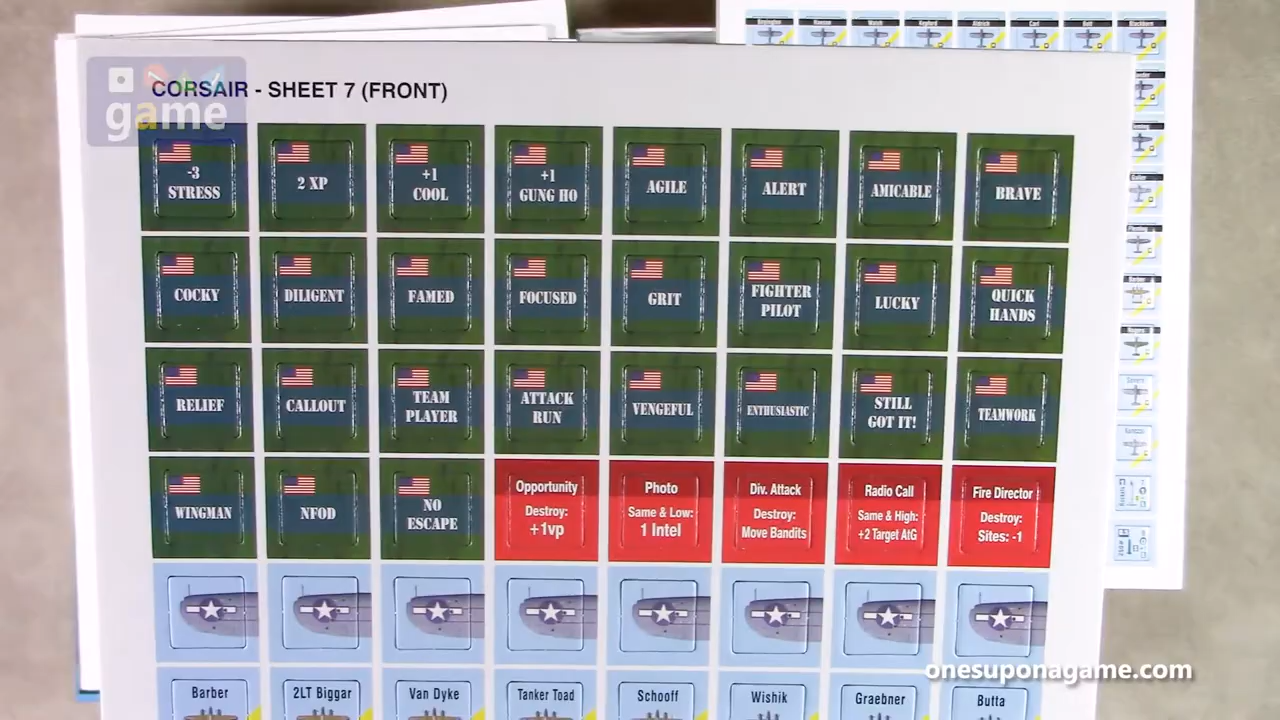 Blackburn
CORSAIR - SHEET 7 (FRONT)
game
-3
STRESS
2 XP
+1
COOL
+1
GUNG HO
AGILE
ALERT
AMICABLE
BRAVE
COCKY
DILIGENT
FATED
FOCUSED
GRIT
FIGHTER
PILOT
LUCKY
QUICK
HANDS
RELIEF
CALLOUT
TEAM
PLAYER
ATTACK
RUN
VENGEFUL
ENTHUSIASTIC
STILL
GOT IT!
TEAMWORK
WINGMAN
NFOD
NO
ESCAPE
Opportunity
Destroy:
+1vp
Photo
Same & Low:
1 Intel
Div. Attack
Destroy:
Move Bandits
Radio Call
Same & High:
+2 Target AtG
Fire Director
Destroy:
Sites: -1
Barber
2LT Biggar
Van Dyke
Tanker Toad
Schooff
Wishik
Graebner
Butta
onesuponagame.com